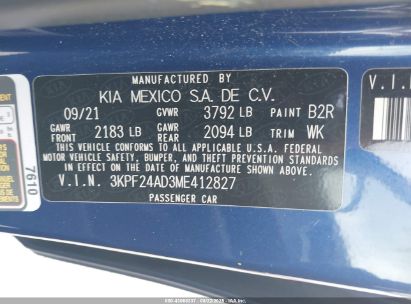 MANUFACTURED BY
KIA MEXICO S.A. DE C.V.
09/21 GVWR 3792 LB PAINT B2R
GAWR FRONT 2183 LB GAWR REAR 2094 LB TRIM WK
THIS VEHICLE CONFORMS TO ALL APPLICABLE U.S. FEDERAL
MOTOR VEHICLE SAFETY, BUMPER, AND THEFT PREVENTION STANDARDS
IN EFFECT ON THE DATE OF MANUFACTURE SHOWN ABOVE.
V.I.N. 3KPF24AD3ME412827
PASSENGER CAR
7610
V.I.